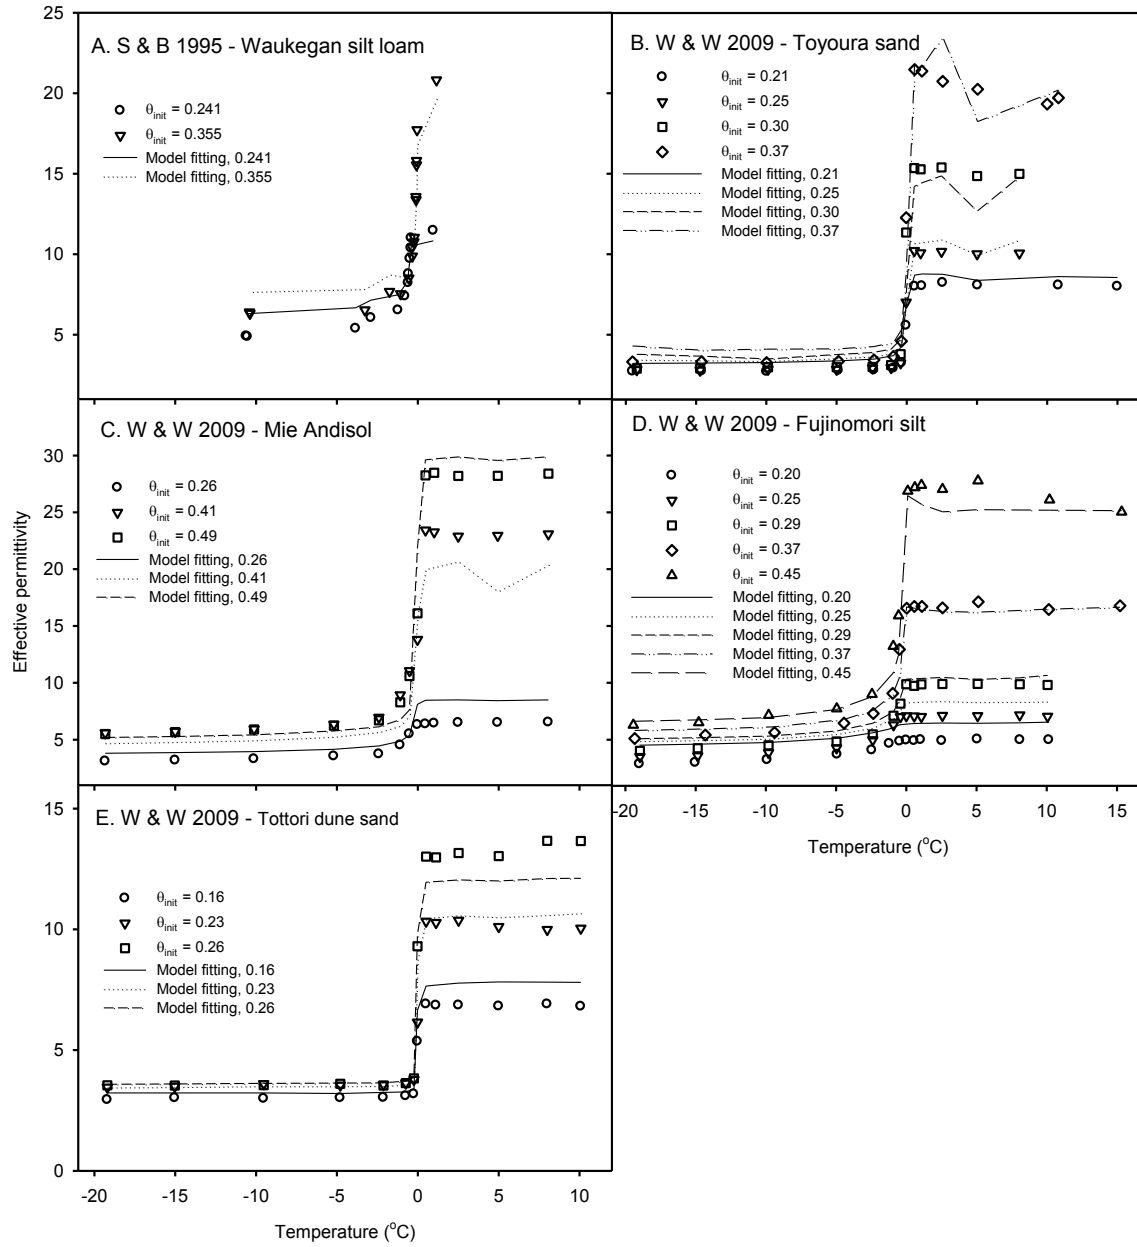 25
20
15
10
5
A. S & B 1995 - Waukegan silt loam
θinit = 0.241
θinit = 0.355
Model fitting, 0.241
Model fitting, 0.355
B. W & W 2009 - Toyoura sand
θinit = 0.21
θinit = 0.25
θinit = 0.30
θinit = 0.37
Model fitting, 0.21
Model fitting, 0.25
Model fitting, 0.30
Model fitting, 0.37
Effective permittivity
30
25
20
15
10
5
C. W & W 2009 - Mie Andisol
θinit = 0.26
θinit = 0.41
θinit = 0.49
Model fitting, 0.26
Model fitting, 0.41
Model fitting, 0.49
D. W & W 2009 - Fujinomori silt
θinit = 0.20
θinit = 0.25
θinit = 0.29
θinit = 0.37
θinit = 0.45
Model fitting, 0.20
Model fitting, 0.25
Model fitting, 0.29
Model fitting, 0.37
Model fitting, 0.45
-20 -15 -10 -5 0 5 10 15
Temperature (°C)
15
10
5
0
E. W & W 2009 - Tottori dune sand
θinit = 0.16
θinit = 0.23
θinit = 0.26
Model fitting, 0.16
Model fitting, 0.23
Model fitting, 0.26
-20 -15 -10 -5 0 5 10
Temperature (°C)